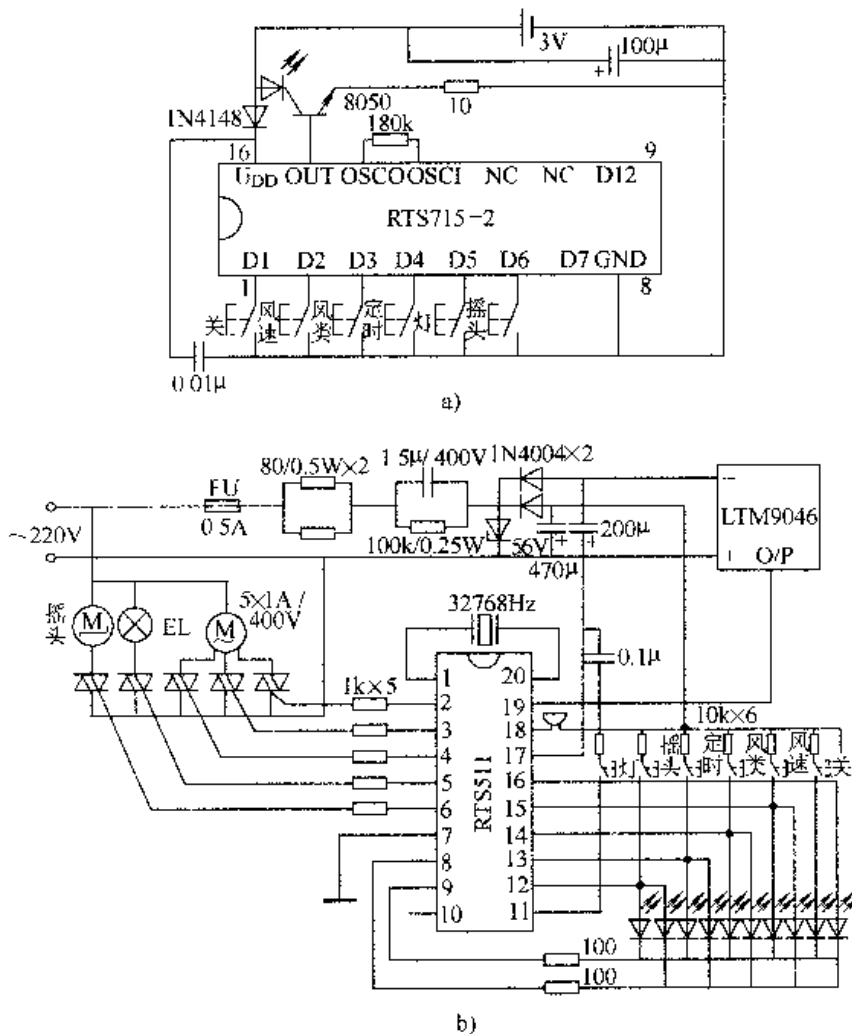 3V
100μ
+
8050
10
1N4148
180k
16
9
UDD OUT OSCO OSCI NC NC D12
RTS715-2
D1 D2 D3 D4 D5 D6 D7 GND
1
8
关 风速 风类 定时 灯 摇头
0.01μ
a)
80/0.5W×2
1.5μ/400V
1N4004×2
FU
0.5A
~220V
100k/0.25W
56V
200μ
+
+
470μ
LTM9046
O/P
摇头
M
EL
M
5×1A/
400V
32768Hz
0.1μ
1k×5
10k×6
RTS511
1
2
3
4
5
6
7
8
9
10
20
19
18
17
16
15
14
13
12
11
灯 摇头 定时 风类 风速 关
100
100
b)